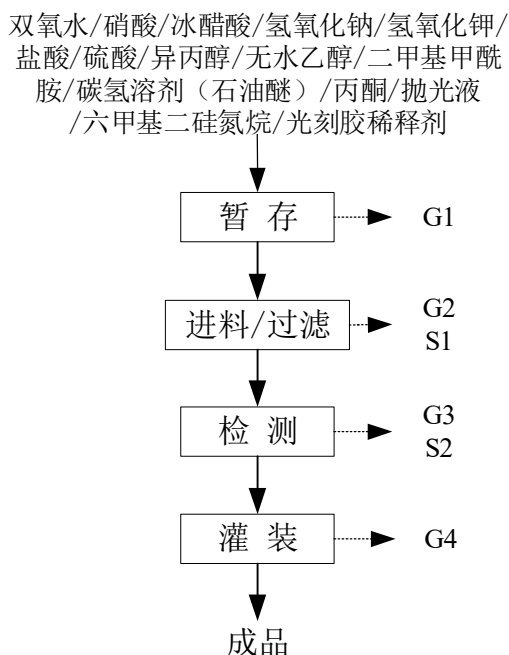 双氧水/硝酸/冰醋酸/氢氧化钠/氢氧化钾/
盐酸/硫酸/异丙醇/无水乙醇/二甲基甲酰
胺/碳氢溶剂（石油醚）/丙酮/抛光液
/六甲基二硅氮烷/光刻胶稀释剂
暂 存
G1
进料/过滤
G2
S1
检 测
G3
S2
灌 装
G4
成品